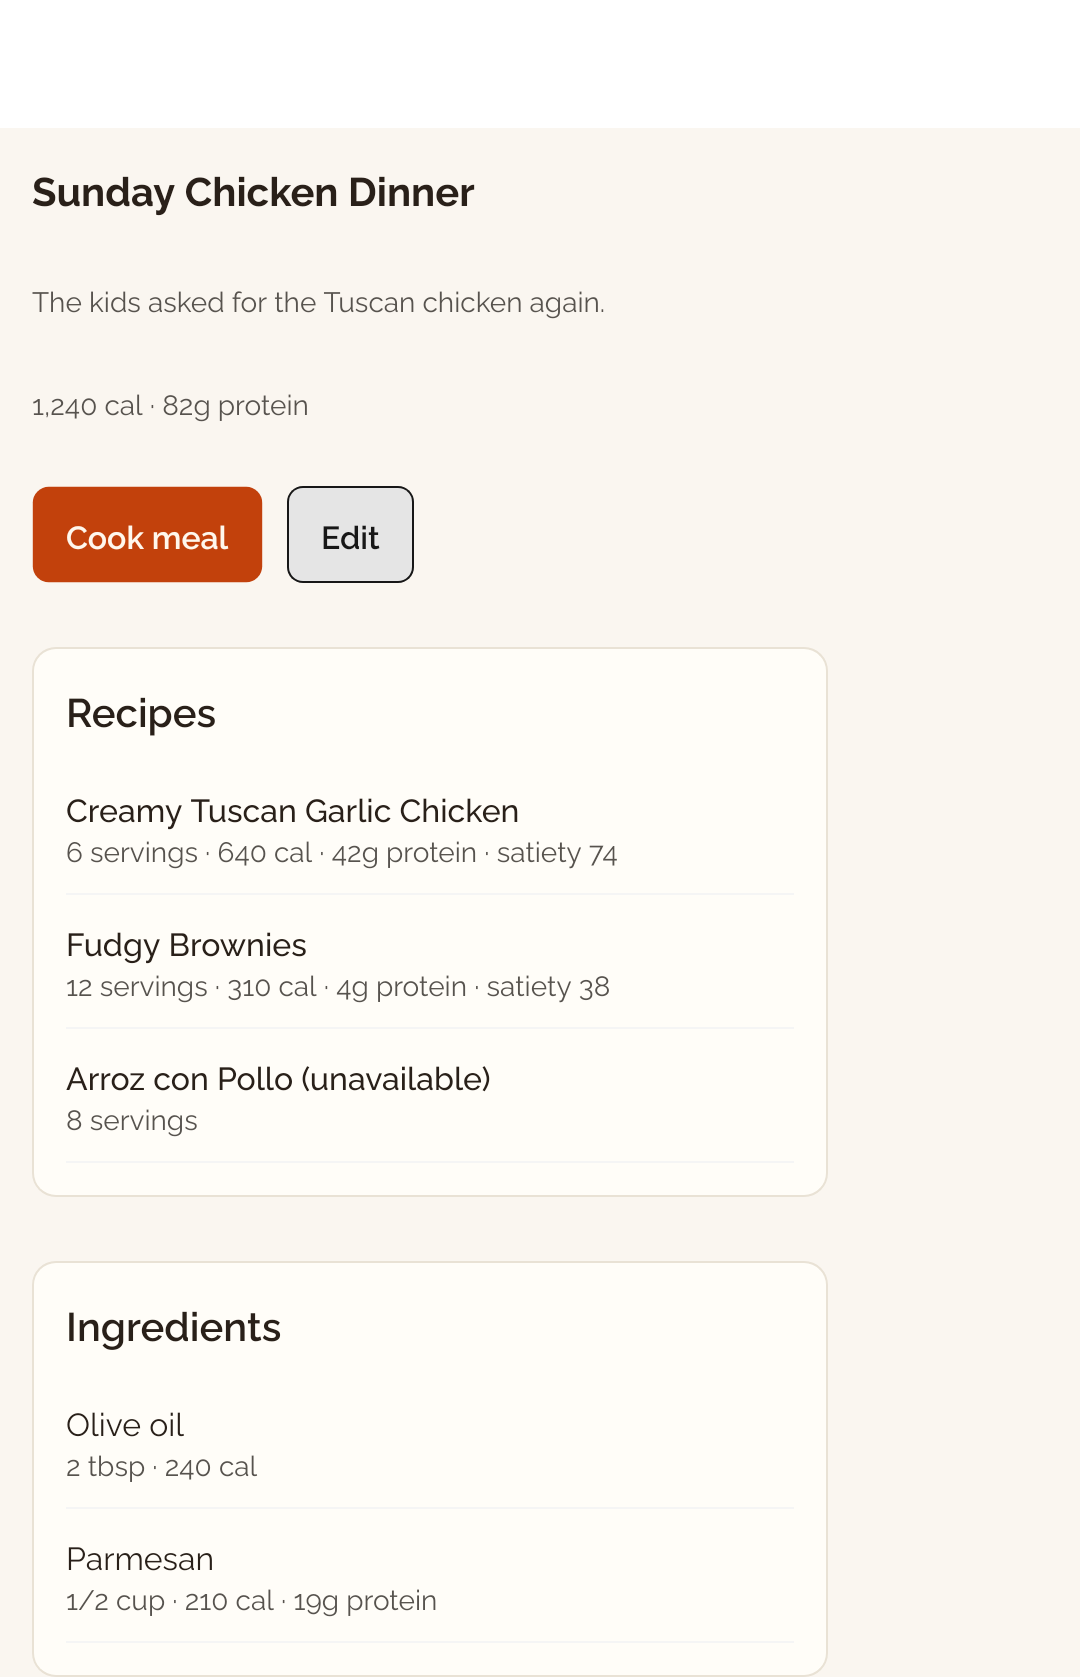 Sunday Chicken Dinner
The kids asked for the Tuscan chicken again.
1,240 cal · 82g protein
Cook meal
Edit
Recipes
Creamy Tuscan Garlic Chicken
6 servings · 640 cal · 42g protein · satiety 74
Fudgy Brownies
12 servings · 310 cal · 4g protein · satiety 38
Arroz con Pollo (unavailable)
8 servings
Ingredients
Olive oil
2 tbsp · 240 cal
Parmesan
1/2 cup · 210 cal · 19g protein